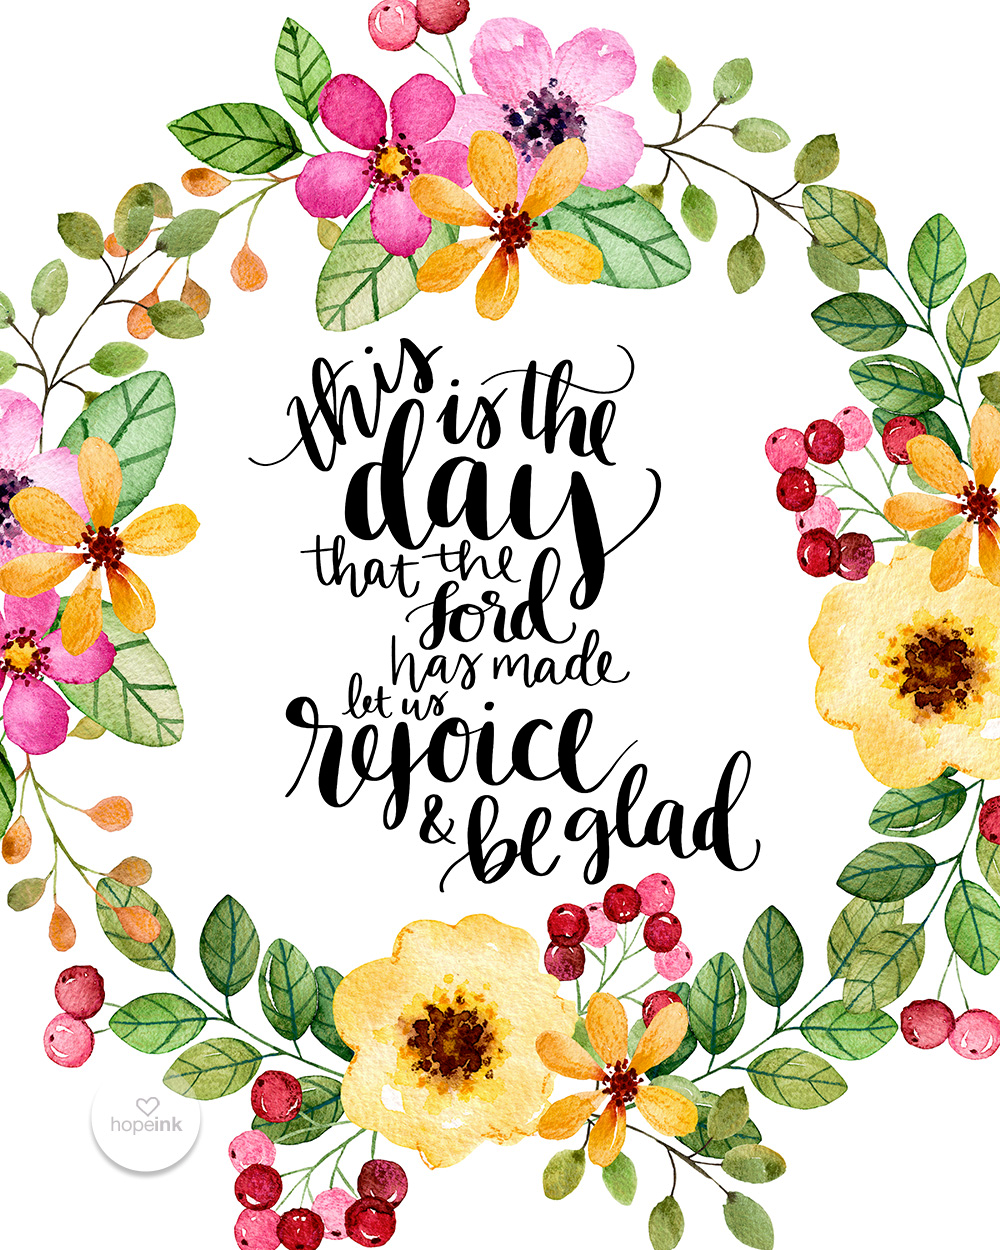 this is the
day
that the
Lord
has made
let us
rejoice
& be glad
hopeink